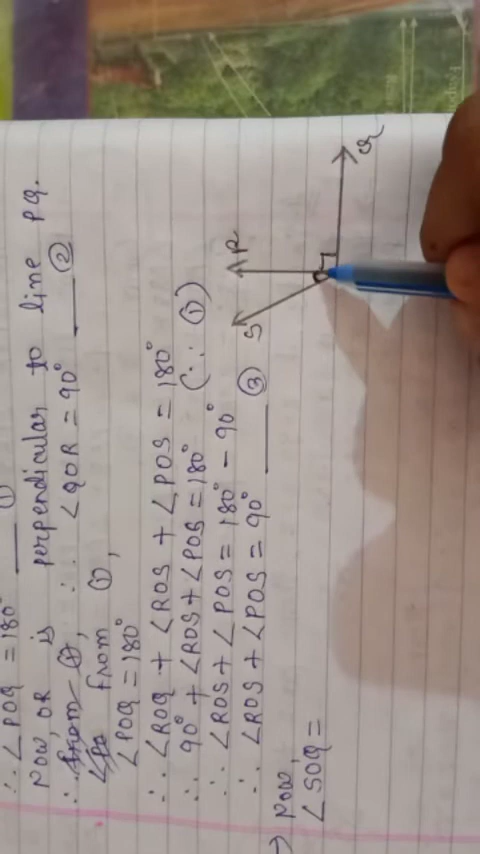 ∴ ∠POQ = 180° ___ ①
Now, OR is perpendicular to line PQ.
∴ ∠QOR = 90° ___ ②
from ①,
∠POQ = 180°
∴ ∠ROQ + ∠ROS + ∠POS = 180°
∴ 90° + ∠ROS + ∠POS = 180° (∵ ①)
∴ ∠ROS + ∠POS = 180° - 90°
∴ ∠ROS + ∠POS = 90° ___ ③
→ Now,
∠SOQ =
S
R
Q